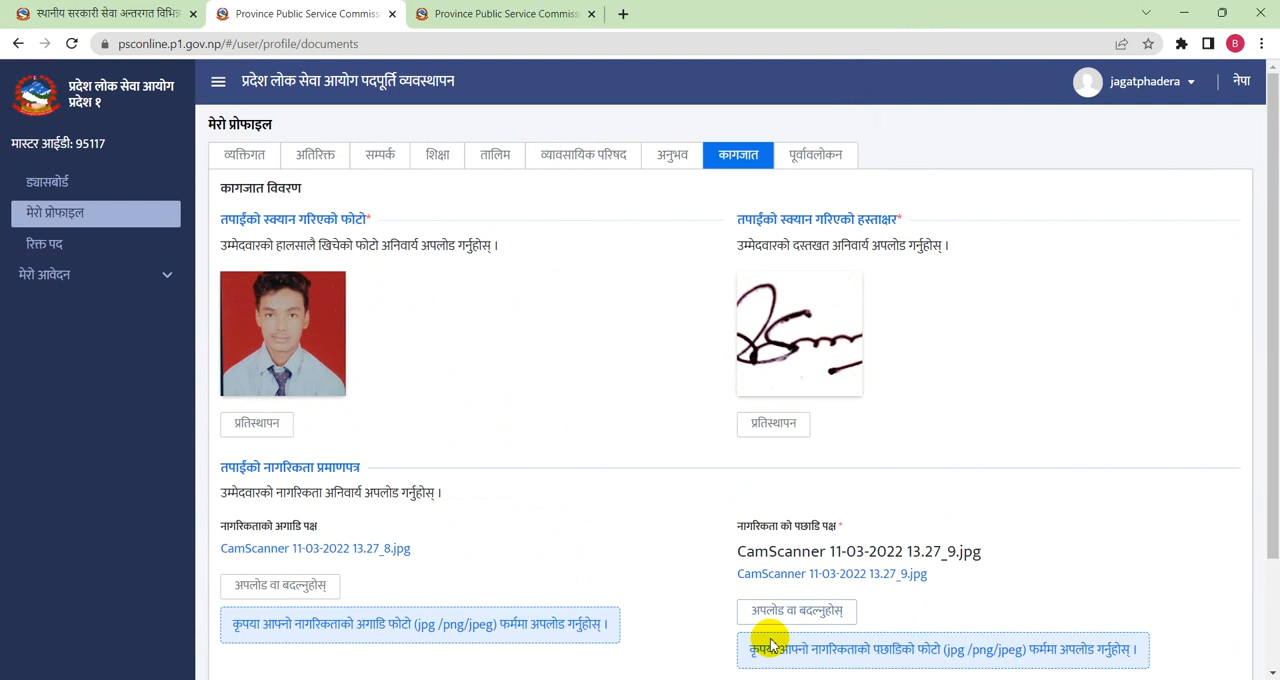 स्थानीय सरकारी सेवा अन्तरगत विभि
Province Public Service Commiss
Province Public Service Commiss
psconline.p1.gov.np/#/user/profile/documents
B
प्रदेश लोक सेवा आयोग
प्रदेश १
प्रदेश लोक सेवा आयोग पदपूर्ति व्यवस्थापन
jagatphadera
नेपा
मास्टर आईडी: 95117
ड्यासबोर्ड
मेरो प्रोफाइल
रिक्त पद
मेरो आवेदन
मेरो प्रोफाइल
व्यक्तिगत
अतिरिक्त
सम्पर्क
शिक्षा
तालिम
व्यावसायिक परिषद
अनुभव
कागजात
पूर्वावलोकन
कागजात विवरण
तपाईंको स्क्यान गरिएको फोटो*
उम्मेदवारको हालसालै खिचेको फोटो अनिवार्य अपलोड गर्नुहोस् ।
प्रतिस्थापन
तपाईंको स्क्यान गरिएको हस्ताक्षर*
उम्मेदवारको दस्तखत अनिवार्य अपलोड गर्नुहोस् ।
प्रतिस्थापन
तपाईंको नागरिकता प्रमाणपत्र
उम्मेदवारको नागरिकता अनिवार्य अपलोड गर्नुहोस् ।
नागरिकताको अगाडि पक्ष
CamScanner 11-03-2022 13.27_8.jpg
अपलोड वा बदल्नुहोस्
कृपया आफ्नो नागरिकताको अगाडि फोटो (jpg /png/jpeg) फर्ममा अपलोड गर्नुहोस् ।
नागरिकता को पछाडि पक्ष *
CamScanner 11-03-2022 13.27_9.jpg
CamScanner 11-03-2022 13.27_9.jpg
अपलोड वा बदल्नुहोस्
कृपया आफ्नो नागरिकताको पछाडिको फोटो (jpg /png/jpeg) फर्ममा अपलोड गर्नुहोस् ।